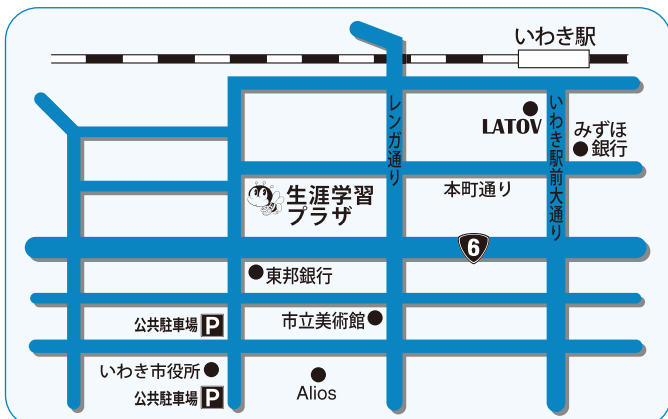 いわき駅
レンガ通り
LATOV
いわき駅前大通り
みずほ
銀行
本町通り
生涯学習
プラザ
6
東邦銀行
公共駐車場 P
市立美術館
いわき市役所
公共駐車場 P
Alios